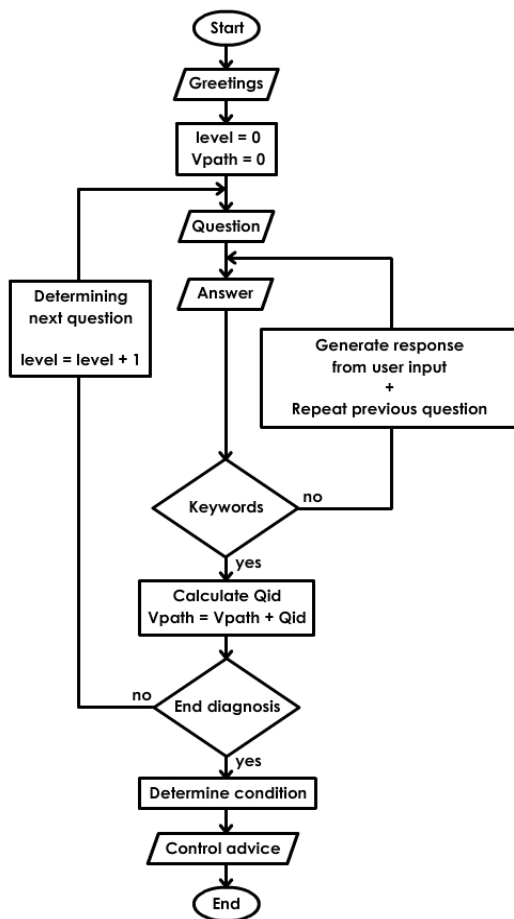 Start
Greetings
level = 0
Vpath = 0
Question
Answer
Determining
next question
level = level + 1
Generate response
from user input
+
Repeat previous question
Keywords
no
yes
Calculate Qid
Vpath = Vpath + Qid
no
End diagnosis
yes
Determine condition
Control advice
End